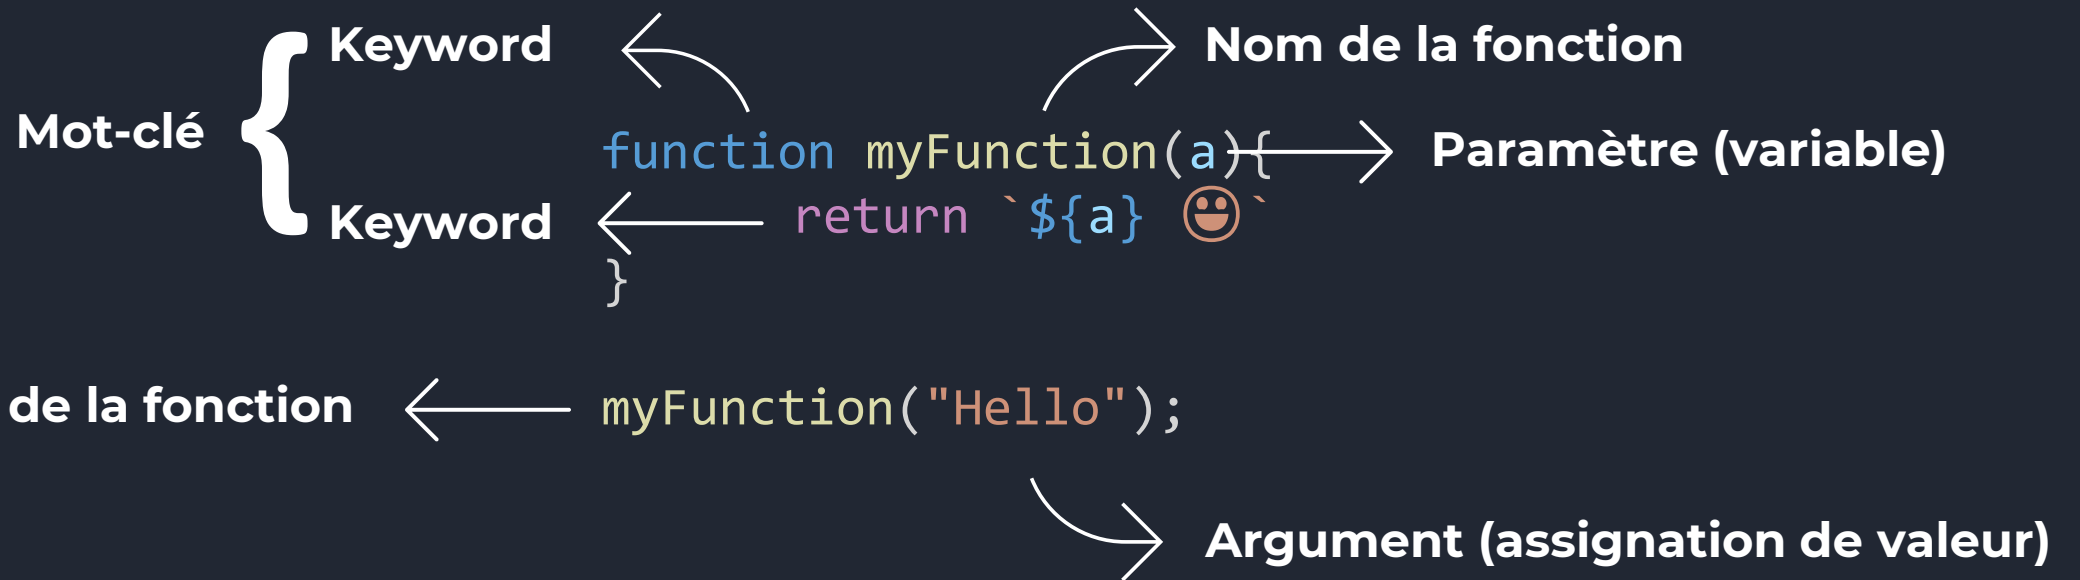 Keyword
Nom de la fonction
Mot-clé {
function myFunction(a){
Paramètre (variable)
Keyword
return `${a} 😃`
}
de la fonction
myFunction("Hello");
Argument (assignation de valeur)